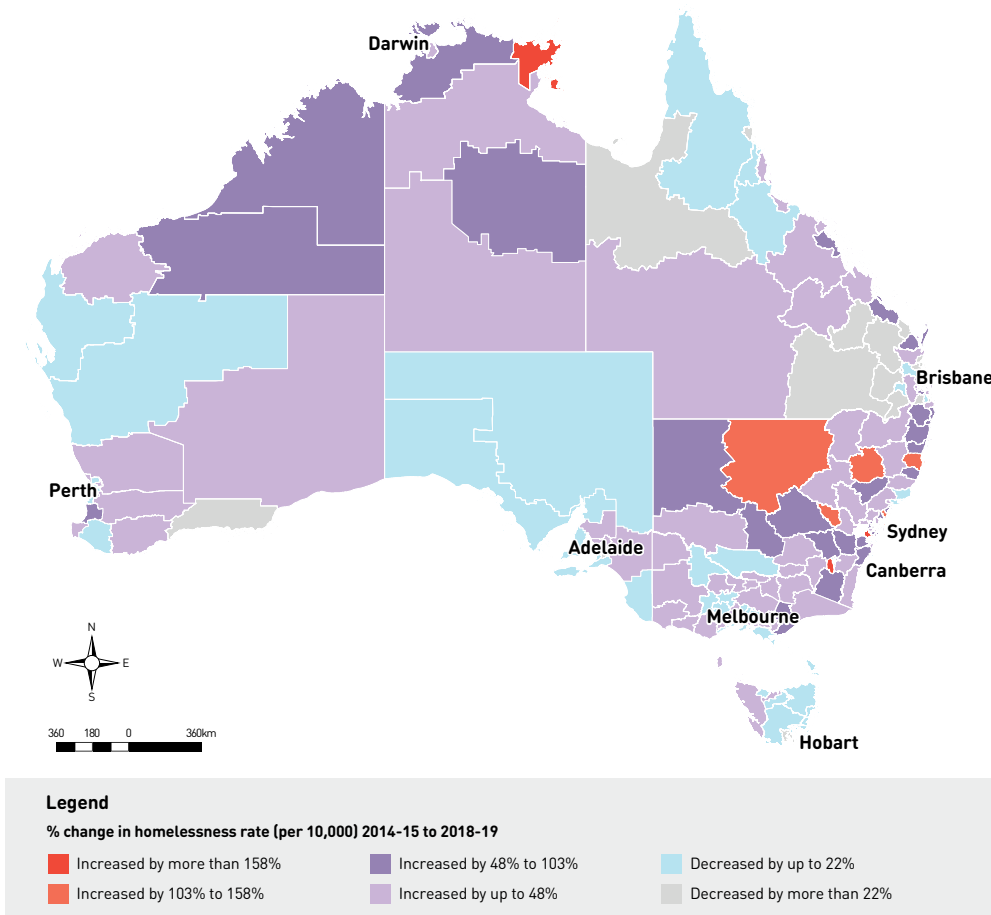 Darwin
Brisbane
Perth
Sydney
Adelaide
Canberra
Melbourne
N
W E
S
360 180 0 360km
Hobart
Legend
% change in homelessness rate (per 10,000) 2014-15 to 2018-19
Increased by more than 158%
Increased by 103% to 158%
Increased by 48% to 103%
Increased by up to 48%
Decreased by up to 22%
Decreased by more than 22%